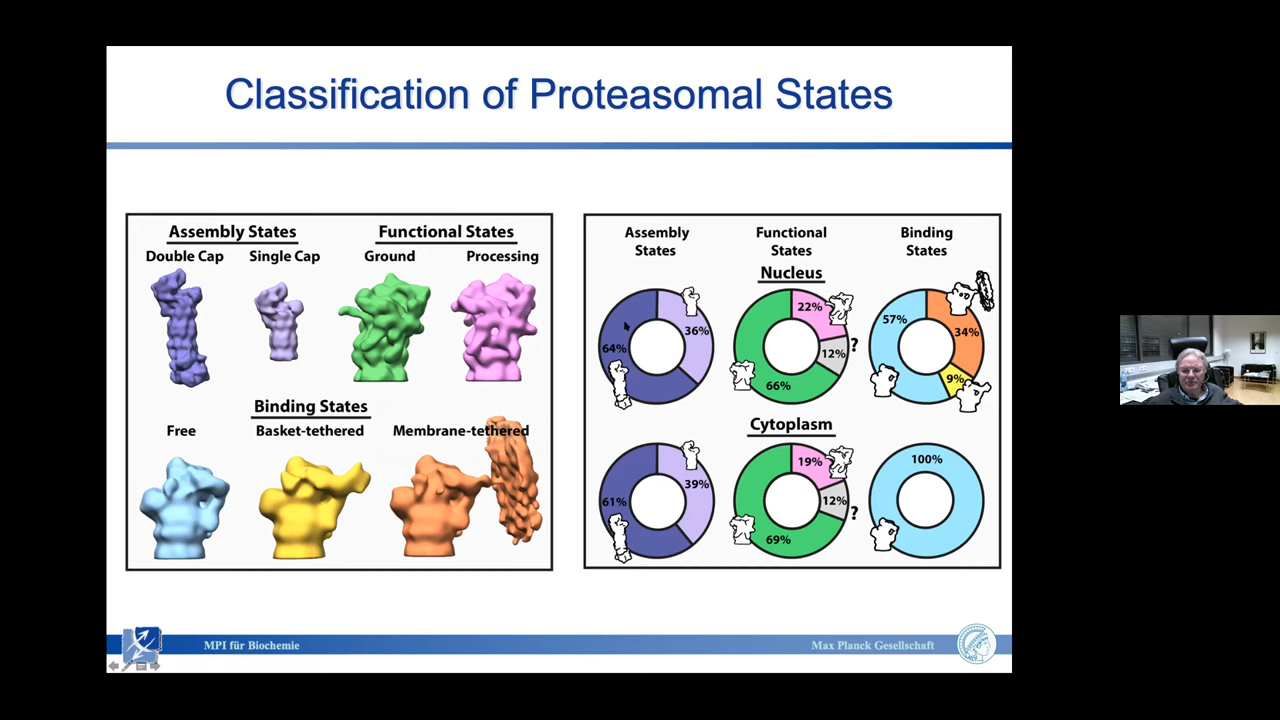 Classification of Proteasomal States
Assembly States
Functional States
Double Cap
Single Cap
Ground
Processing
Binding States
Free
Basket-tethered
Membrane-tethered
Assembly
States
Functional
States
Binding
States
Nucleus
36%
64%
22%
12%
?
66%
57%
34%
9%
Cytoplasm
39%
61%
19%
12%
?
69%
100%
MPI für Biochemie
Max Planck Gesellschaft